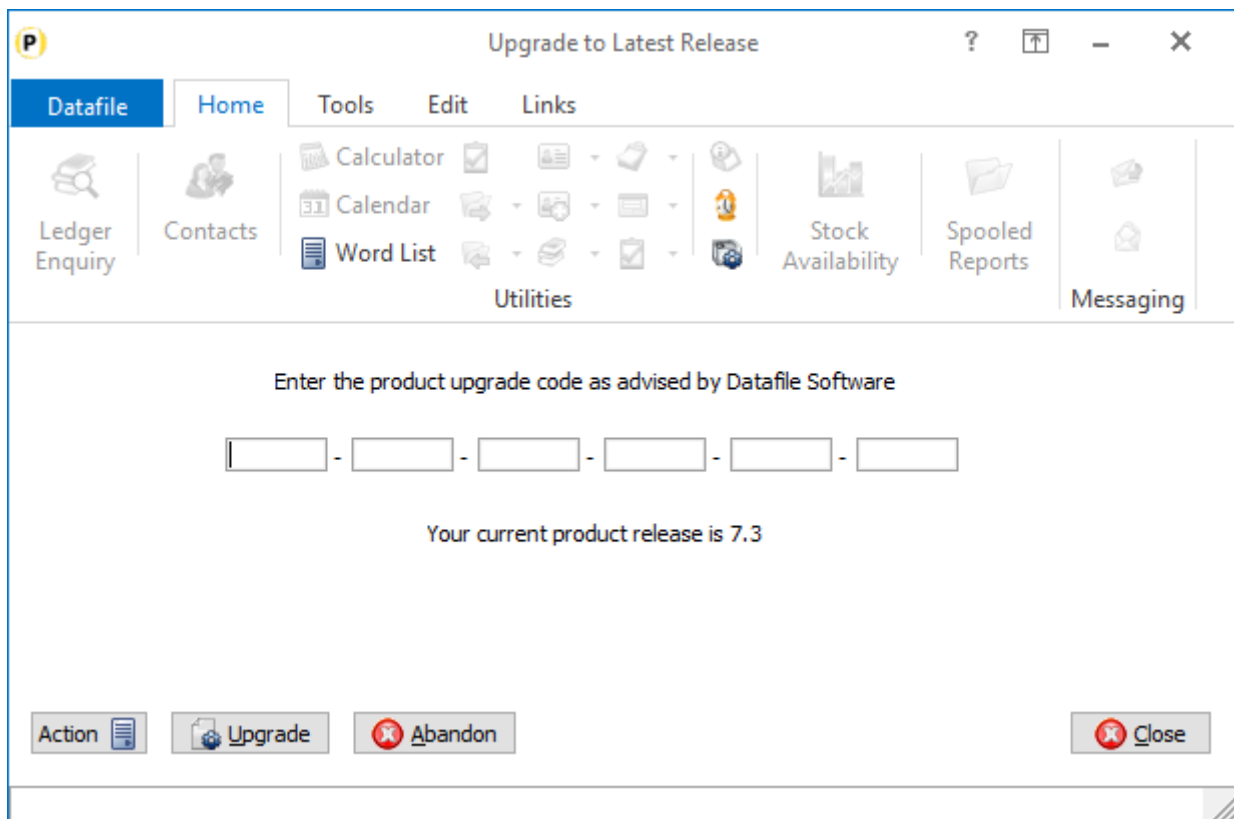 P
Upgrade to Latest Release
?
Datafile Home Tools Edit Links
Ledger Enquiry
Contacts
Calculator
31 Calendar
Word List
Stock Availability
Spooled Reports
Utilities
Messaging
Enter the product upgrade code as advised by Datafile Software
- - - - -
Your current product release is 7.3
Action Upgrade Abandon Close